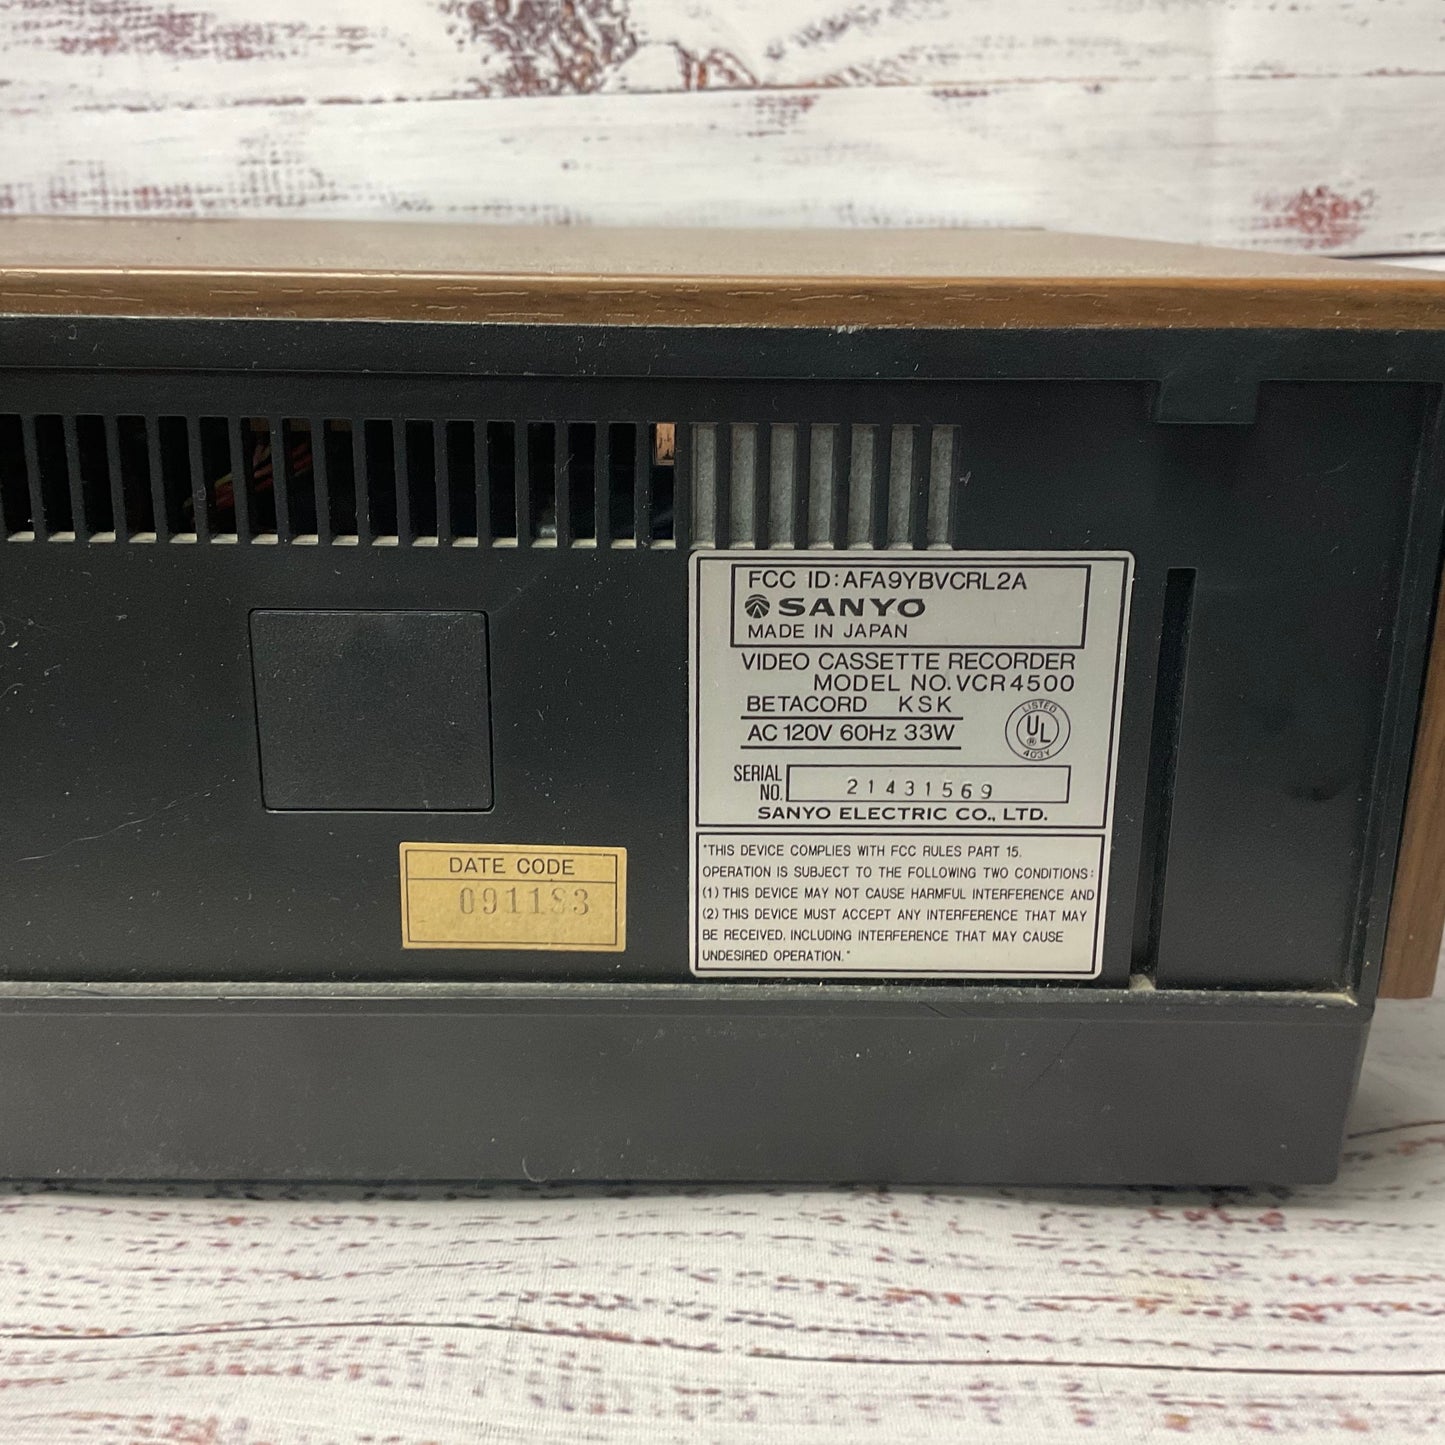 FCC ID: AFA9YBVCRL2A
SANYO
MADE IN JAPAN
VIDEO CASSETTE RECORDER
MODEL NO. VCR4500
BETACORD KSK
AC 120V 60Hz 33W
LISTED
UL
®
403Y
SERIAL NO. 21431569
SANYO ELECTRIC CO., LTD.
"THIS DEVICE COMPLIES WITH FCC RULES PART 15.
OPERATION IS SUBJECT TO THE FOLLOWING TWO CONDITIONS:
(1) THIS DEVICE MAY NOT CAUSE HARMFUL INTERFERENCE AND
(2) THIS DEVICE MUST ACCEPT ANY INTERFERENCE THAT MAY
BE RECEIVED, INCLUDING INTERFERENCE THAT MAY CAUSE
UNDESIRED OPERATION."
DATE CODE
091183